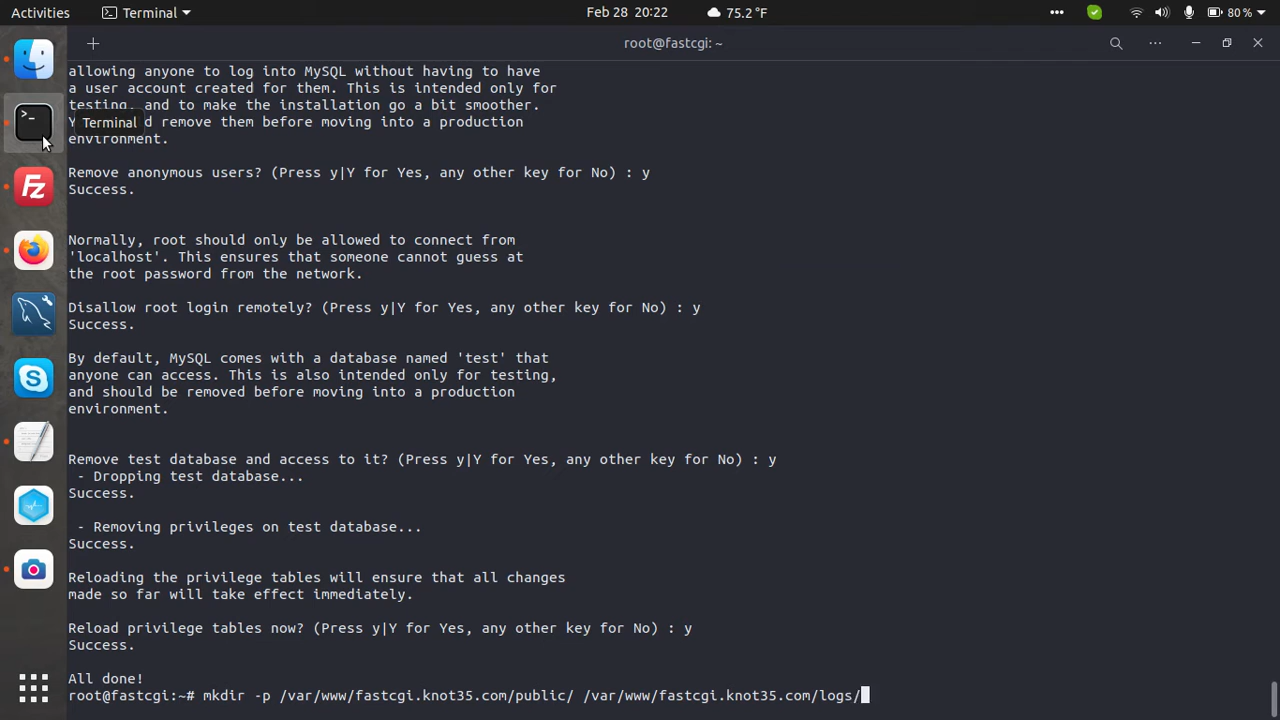 Activities
Terminal
Feb 28 20:22
75.2 °F
80 %
root@fastcgi: ~
allowing anyone to log into MySQL without having to have
a user account created for them. This is intended only for
testing, and to make the installation go a bit smoother.
Y d remove them before moving into a production
environment.
Terminal
Remove anonymous users? (Press y|Y for Yes, any other key for No) : y
Success.
Normally, root should only be allowed to connect from
'localhost'. This ensures that someone cannot guess at
the root password from the network.
Disallow root login remotely? (Press y|Y for Yes, any other key for No) : y
Success.
By default, MySQL comes with a database named 'test' that
anyone can access. This is also intended only for testing,
and should be removed before moving into a production
environment.
Remove test database and access to it? (Press y|Y for Yes, any other key for No) : y
- Dropping test database...
Success.
- Removing privileges on test database...
Success.
Reloading the privilege tables will ensure that all changes
made so far will take effect immediately.
Reload privilege tables now? (Press y|Y for Yes, any other key for No) : y
Success.
All done!
root@fastcgi:~# mkdir -p /var/www/fastcgi.knot35.com/public/ /var/www/fastcgi.knot35.com/logs/